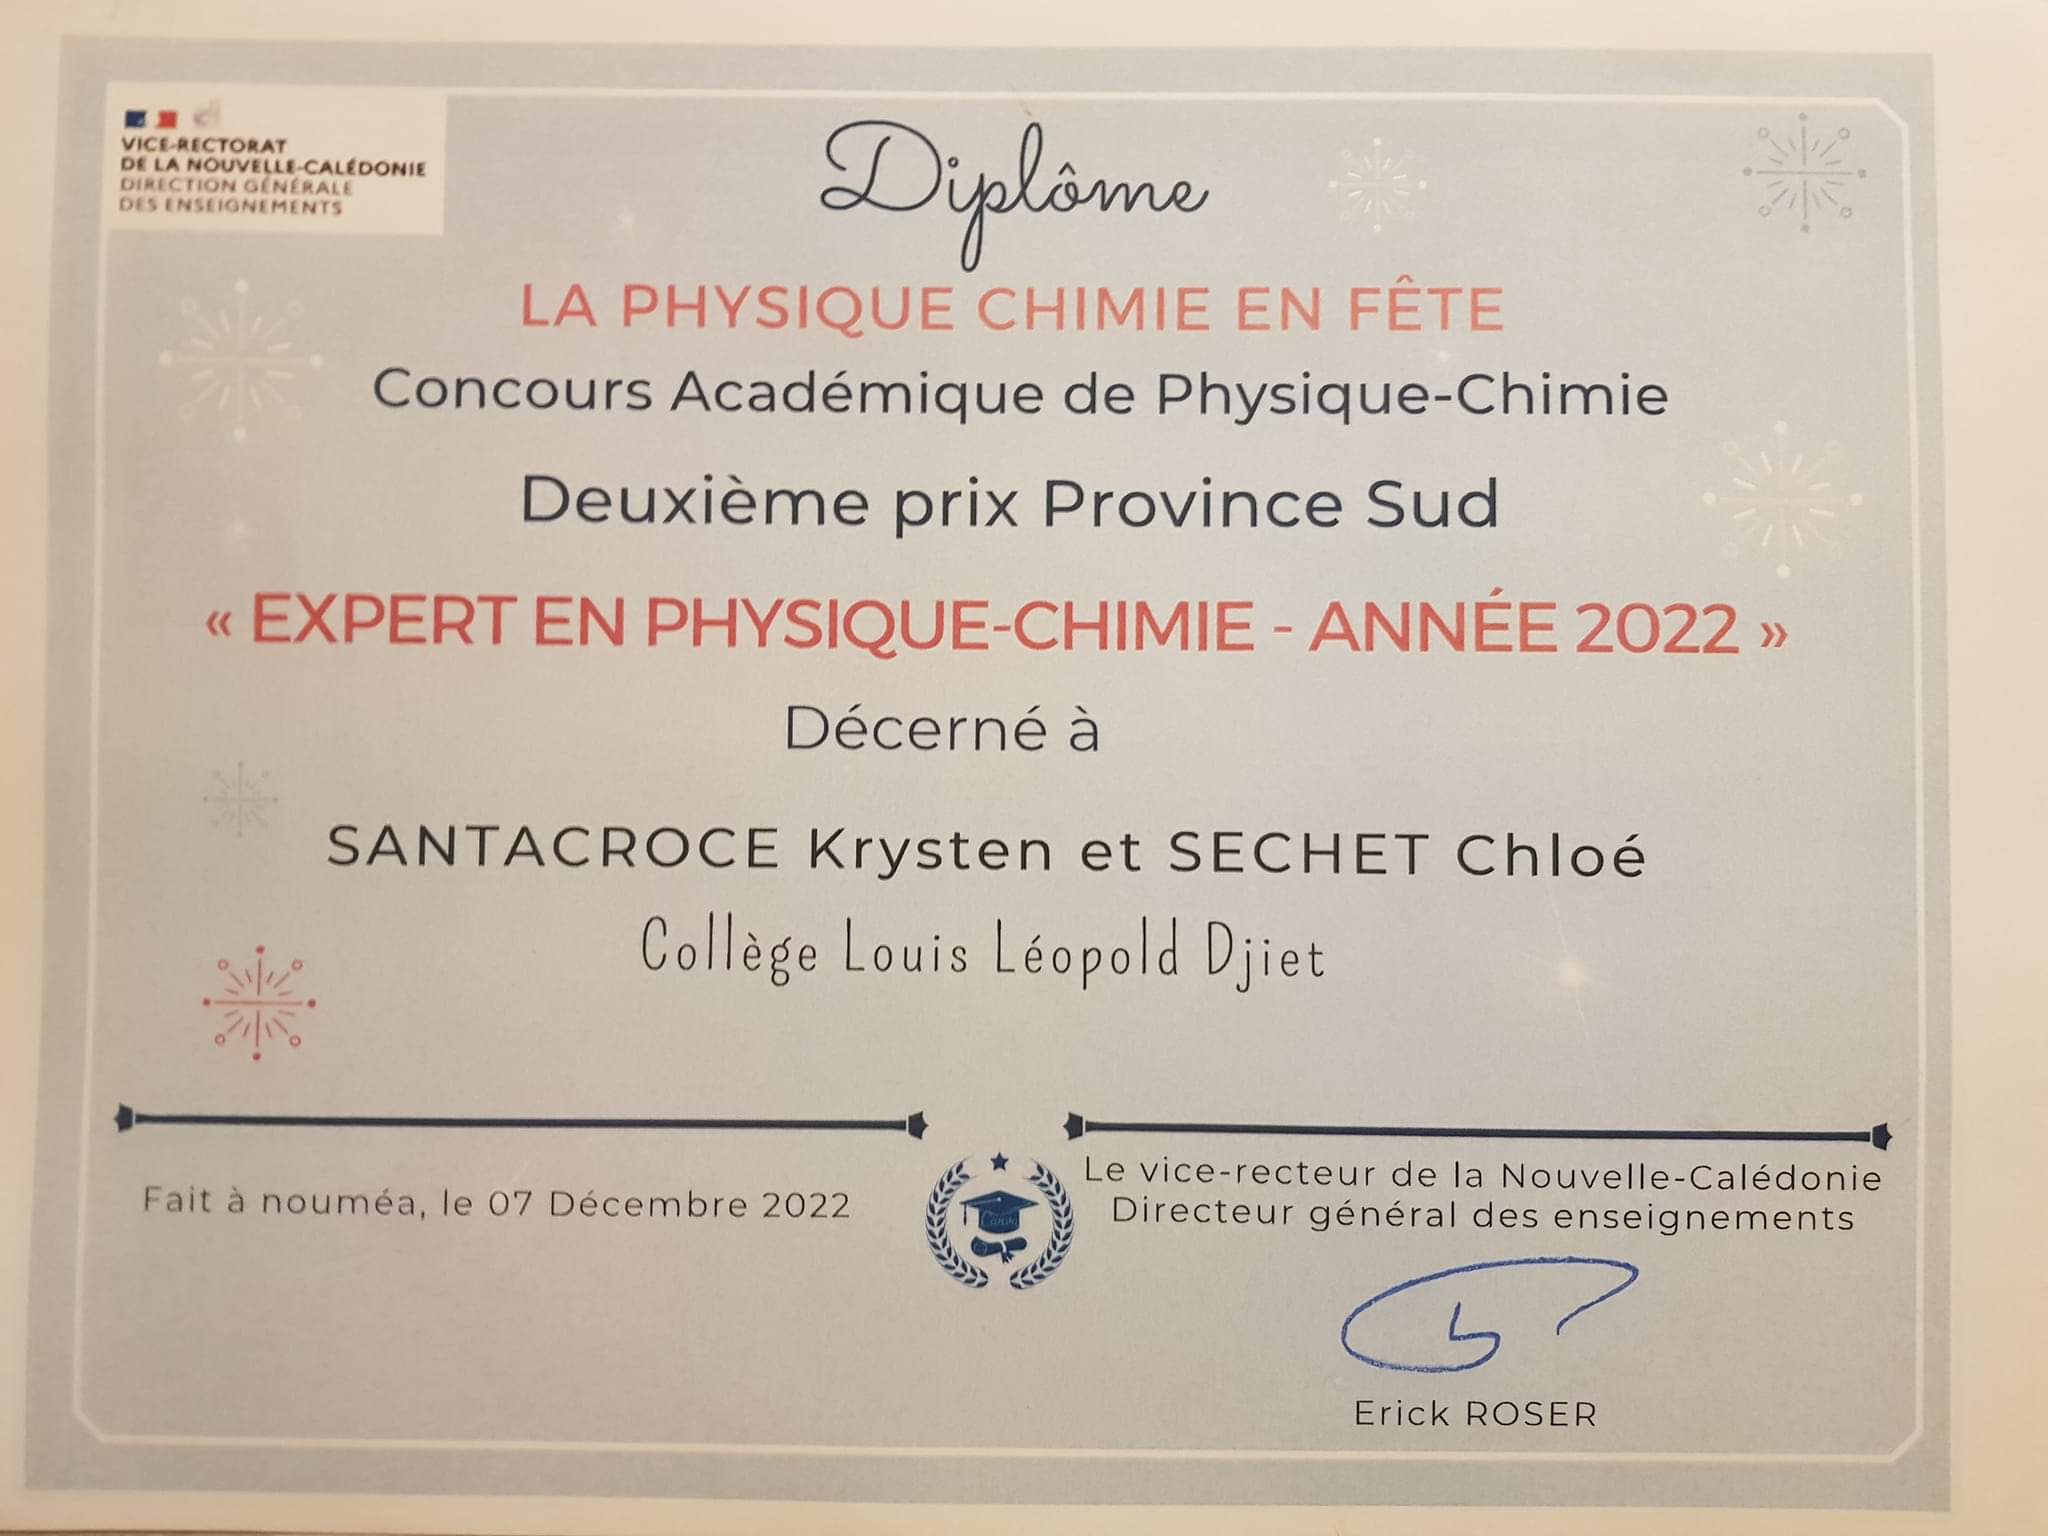 VICE-RECTORAT
DE LA NOUVELLE-CALÉDONIE
DIRECTION GÉNÉRALE
DES ENSEIGNEMENTS
Diplôme
LA PHYSIQUE CHIMIE EN FÊTE
Concours Académique de Physique-Chimie
Deuxième prix Province Sud
« EXPERT EN PHYSIQUE-CHIMIE - ANNÉE 2022 »
Décerné à
SANTACROCE Krysten et SECHET Chloé
Collège Louis Léopold Djiet
Fait à nouméa, le 07 Décembre 2022
Canva
Le vice-recteur de la Nouvelle-Calédonie
Directeur général des enseignements
Erick ROSER